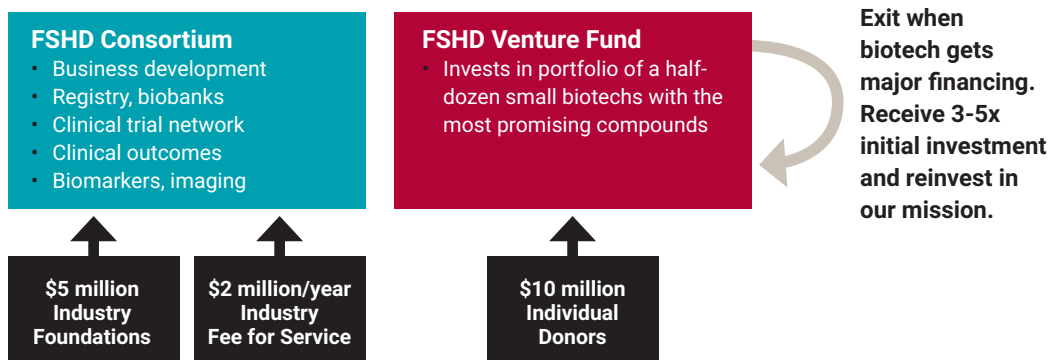 FSHD Consortium
• Business development
• Registry, biobanks
• Clinical trial network
• Clinical outcomes
• Biomarkers, imaging
FSHD Venture Fund
• Invests in portfolio of a half-
dozen small biotechs with the
most promising compounds
Exit when
biotech gets
major financing.
Receive 3-5x
initial investment
and reinvest in
our mission.
$5 million
Industry
Foundations
$2 million/year
Industry
Fee for Service
$10 million
Individual
Donors